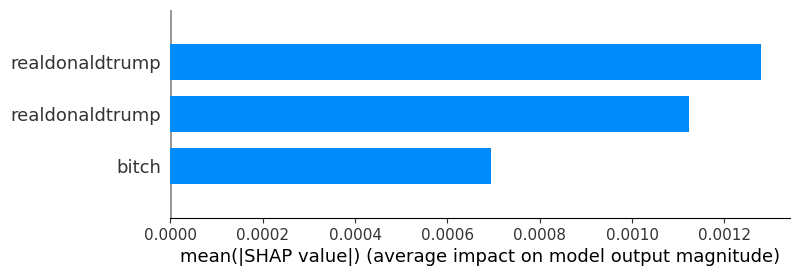 realdonaldtrump
realdonaldtrump
bitch
0.0000 0.0002 0.0004 0.0006 0.0008 0.0010 0.0012
mean(|SHAP value|) (average impact on model output magnitude)